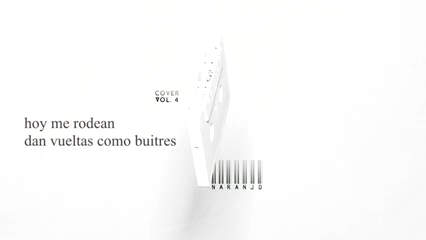 COVER
VOL. 4
hoy me rodean
dan vueltas como buitres
NARANJO